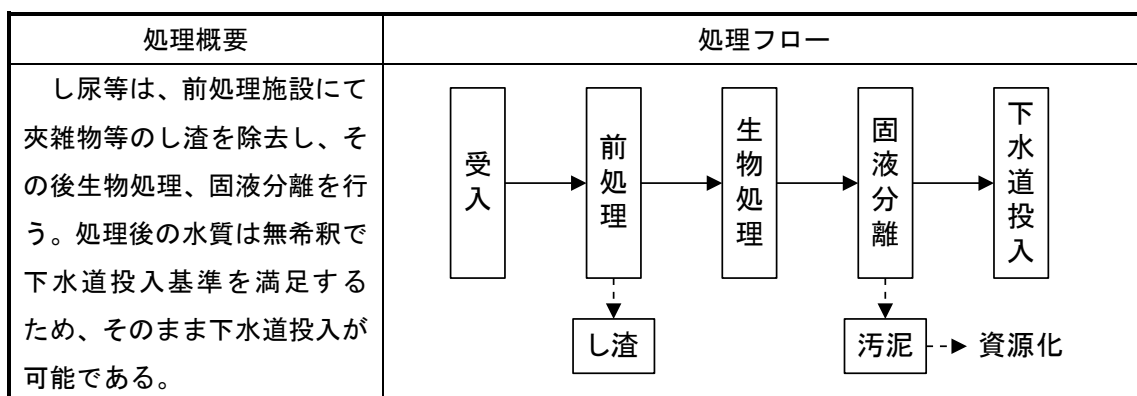 処理概要
処理フロー
し尿等は、前処理施設にて
夾雑物等のし渣を除去し、そ
の後生物処理、固液分離を行
う。処理後の水質は無希釈で
下水道投入基準を満足する
ため、そのまま下水道投入が
可能である。
受入
前処理
生物処理
固液分離
下水道投入
し渣
汚泥
資源化